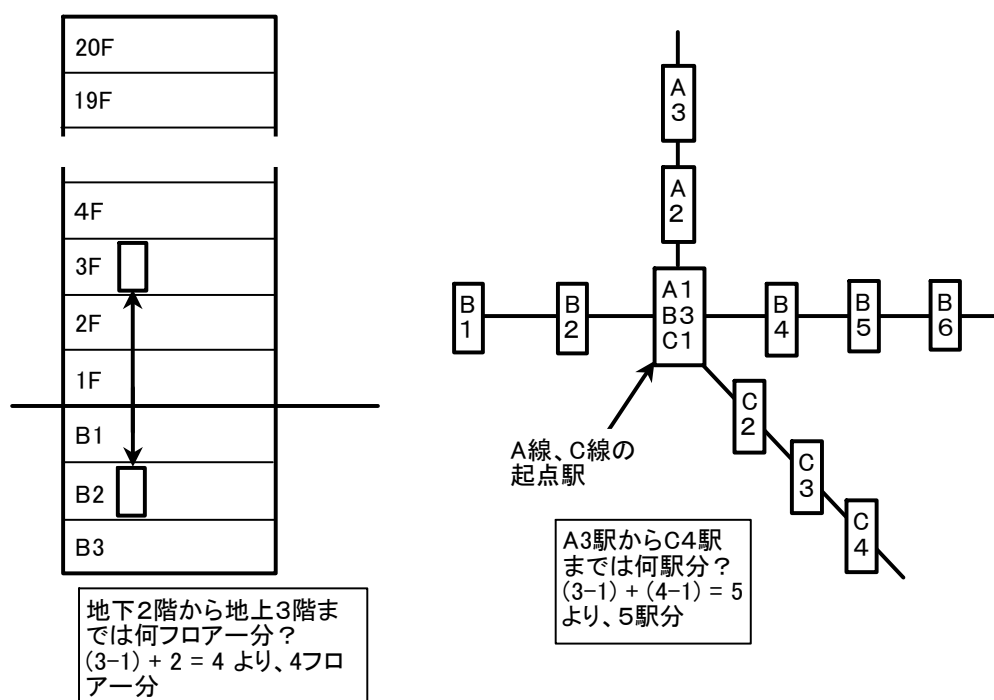 20F
19F
4F
3F
2F
1F
B1
B2
B3
地下2階から地上3階ま
では何フロアー分?
(3-1) + 2 = 4 より、4フロ
アー分
A
3
A
2
B
1
B
2
A1
B3
C1
B
4
B
5
B
6
C
2
C
3
C
4
A線、C線の
起点駅
A3駅からC4駅
までは何駅分?
(3-1) + (4-1) = 5
より、5駅分